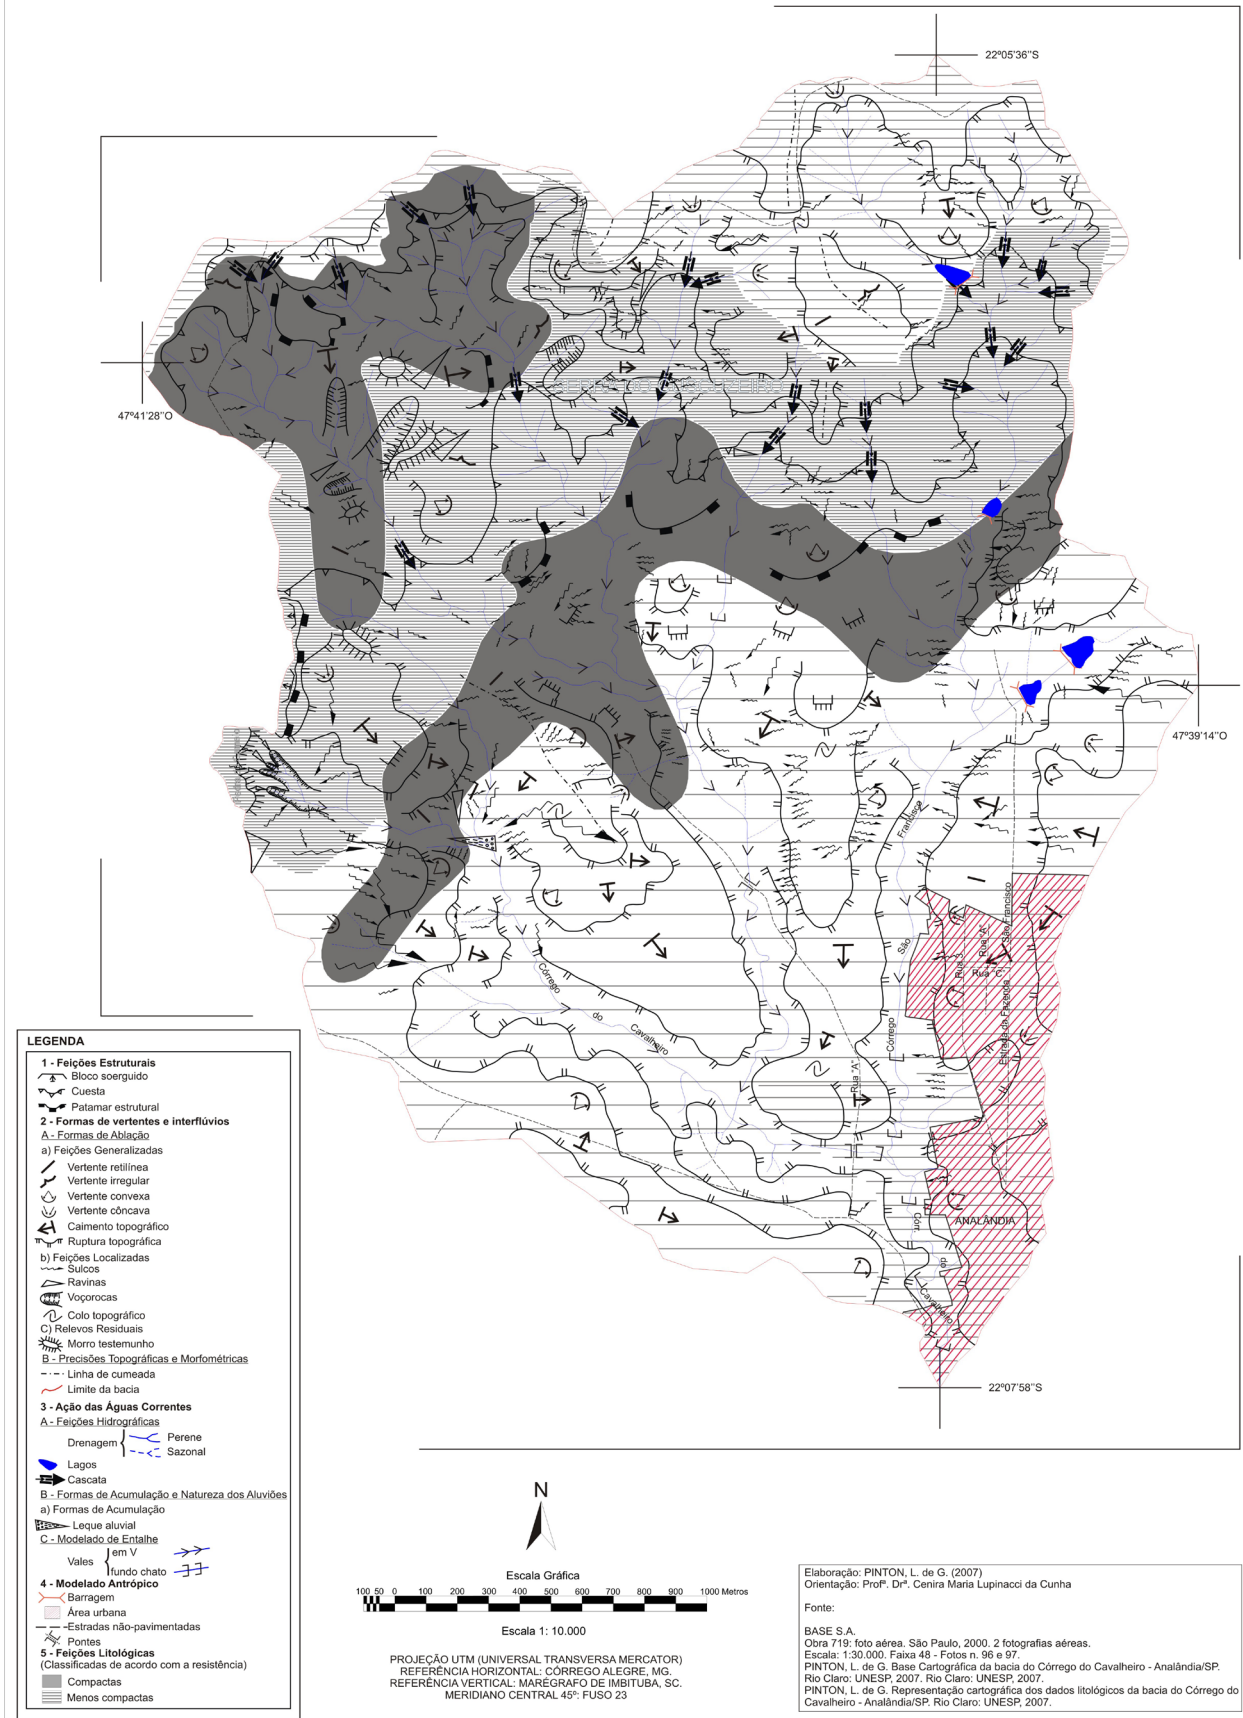 22º05'36''S
47º41'28''O
47º39'14''O
Francisco
São
Córrego
Rua 3
Rua "A"
Rua "C"
Estrada da Fazenda São Francisco
Córrego
do
Cavalheiro
Rua "A"
ANALÂNDIA
Córr.
do
Cavalheiro
22º07'58''S
LEGENDA
1 - Feições Estruturais
Bloco soerguido
Cuesta
Patamar estrutural
2 - Formas de vertentes e interflúvios
A - Formas de Ablação
a) Feições Generalizadas
Vertente retilínea
Vertente irregular
Vertente convexa
Vertente côncava
Caimento topográfico
Ruptura topográfica
b) Feições Localizadas
Sulcos
Ravinas
Voçorocas
Colo topográfico
C) Relevos Residuais
Morro testemunho
B - Precisões Topográficas e Morfométricas
Linha de cumeada
Limite da bacia
3 - Ação das Águas Correntes
A - Feições Hidrográficas
Drenagem
Perene
Sazonal
Lagos
Cascata
B - Formas de Acumulação e Natureza dos Aluviões
a) Formas de Acumulação
Leque aluvial
C - Modelado de Entalhe
Vales
em V
fundo chato
4 - Modelado Antrópico
Barragem
Área urbana
Estradas não-pavimentadas
Pontes
5 - Feições Litológicas
(Classificadas de acordo com a resistência)
Compactas
Menos compactas
N
Escala Gráfica
100 50 0 100 200 300 400 500 600 700 800 900 1000 Metros
Escala 1: 10.000
PROJEÇÃO UTM (UNIVERSAL TRANSVERSA MERCATOR)
REFERÊNCIA HORIZONTAL: CÓRREGO ALEGRE, MG.
REFERÊNCIA VERTICAL: MARÉGRAFO DE IMBITUBA, SC.
MERIDIANO CENTRAL 45º: FUSO 23
Elaboração: PINTON, L. de G. (2007)
Orientação: Profª. Drª. Cenira Maria Lupinacci da Cunha
Fonte:
BASE S.A.
Obra 719: foto aérea. São Paulo, 2000. 2 fotografias aéreas.
Escala: 1:30.000. Faixa 48 - Fotos n. 96 e 97.
PINTON, L. de G. Base Cartográfica da bacia do Córrego do Cavalheiro - Analândia/SP.
Rio Claro: UNESP, 2007. Rio Claro: UNESP, 2007.
PINTON, L. de G. Representação cartográfica dos dados litológicos da bacia do Córrego do
Cavalheiro - Analândia/SP. Rio Claro: UNESP, 2007.